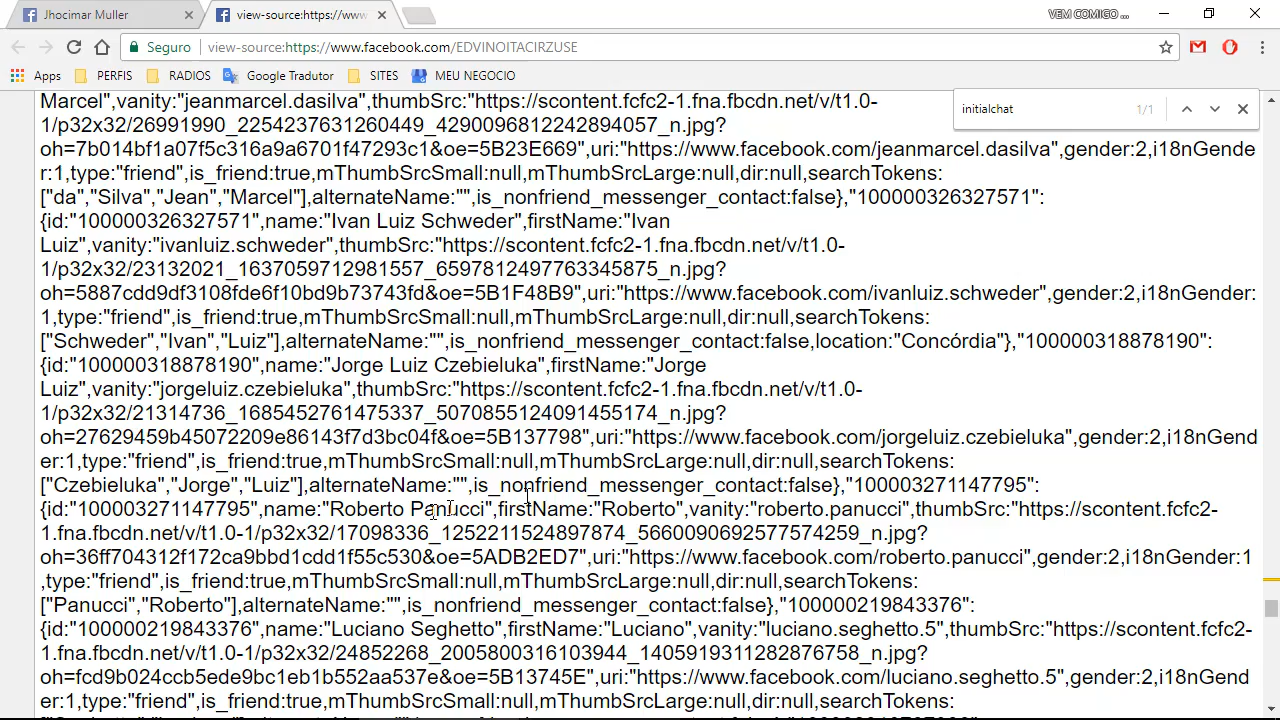 Jhocimar Muller
view-source:https://www
VEM COMIGO ...
Seguro view-source:https://www.facebook.com/EDVINOITACIRZUSE
Apps PERFIS RADIOS Google Tradutor SITES MEU NEGOCIO
initialchat 1/1
Marcel",vanity:"jeanmarcel.dasilva",thumbSrc:"https://scontent.fcfc2-1.fna.fbcdn.net/v/t1.0-
1/p32x32/26991990_2254237631260449_4290096812242894057_n.jpg?
oh=7b014bf1a07f5c316a9a6701f47293c1&oe=5B23E669",uri:"https://www.facebook.com/jeanmarcel.dasilva",gender:2,i18nGende
r:1,type:"friend",is_friend:true,mThumbSrcSmall:null,mThumbSrcLarge:null,dir:null,searchTokens:
["da","Silva","Jean","Marcel"],alternateName:"",is_nonfriend_messenger_contact:false},"100000326327571":
{id:"100000326327571",name:"Ivan Luiz Schweder",firstName:"Ivan
Luiz",vanity:"ivanluiz.schweder",thumbSrc:"https://scontent.fcfc2-1.fna.fbcdn.net/v/t1.0-
1/p32x32/23132021_1637059712981557_6597812497763345875_n.jpg?
oh=5887cdd9df3108fde6f10bd9b73743fd&oe=5B1F48B9",uri:"https://www.facebook.com/ivanluiz.schweder",gender:2,i18nGender:
1,type:"friend",is_friend:true,mThumbSrcSmall:null,mThumbSrcLarge:null,dir:null,searchTokens:
["Schweder","Ivan","Luiz"],alternateName:"",is_nonfriend_messenger_contact:false,location:"Concórdia"},"100000318878190":
{id:"100000318878190",name:"Jorge Luiz Czebieluka",firstName:"Jorge
Luiz",vanity:"jorgeluiz.czebieluka",thumbSrc:"https://scontent.fcfc2-1.fna.fbcdn.net/v/t1.0-
1/p32x32/21314736_1685452761475337_5070855124091455174_n.jpg?
oh=27629459b45072209e86143f7d3bc04f&oe=5B137798",uri:"https://www.facebook.com/jorgeluiz.czebieluka",gender:2,i18nGend
er:1,type:"friend",is_friend:true,mThumbSrcSmall:null,mThumbSrcLarge:null,dir:null,searchTokens:
["Czebieluka","Jorge","Luiz"],alternateName:"",is_nonfriend_messenger_contact:false},"100003271147795":
{id:"100003271147795",name:"Roberto Panucci",firstName:"Roberto",vanity:"roberto.panucci",thumbSrc:"https://scontent.fcfc2-
1.fna.fbcdn.net/v/t1.0-1/p32x32/17098336_1252211524897874_5660090692577574259_n.jpg?
oh=36ff704312f172ca9bbd1cdd1f55c530&oe=5ADB2ED7",uri:"https://www.facebook.com/roberto.panucci",gender:2,i18nGender:1
,type:"friend",is_friend:true,mThumbSrcSmall:null,mThumbSrcLarge:null,dir:null,searchTokens:
["Panucci","Roberto"],alternateName:"",is_nonfriend_messenger_contact:false},"100000219843376":
{id:"100000219843376",name:"Luciano Seghetto",firstName:"Luciano",vanity:"luciano.seghetto.5",thumbSrc:"https://scontent.fcfc2-
1.fna.fbcdn.net/v/t1.0-1/p32x32/24852268_2005800316103944_1405919311282876758_n.jpg?
oh=fcd9b024ccb5ede9bc1eb1b552aa537e&oe=5B13745E",uri:"https://www.facebook.com/luciano.seghetto.5",gender:2,i18nGend
er:1,type:"friend",is_friend:true,mThumbSrcSmall:null,mThumbSrcLarge:null,dir:null,searchTokens: